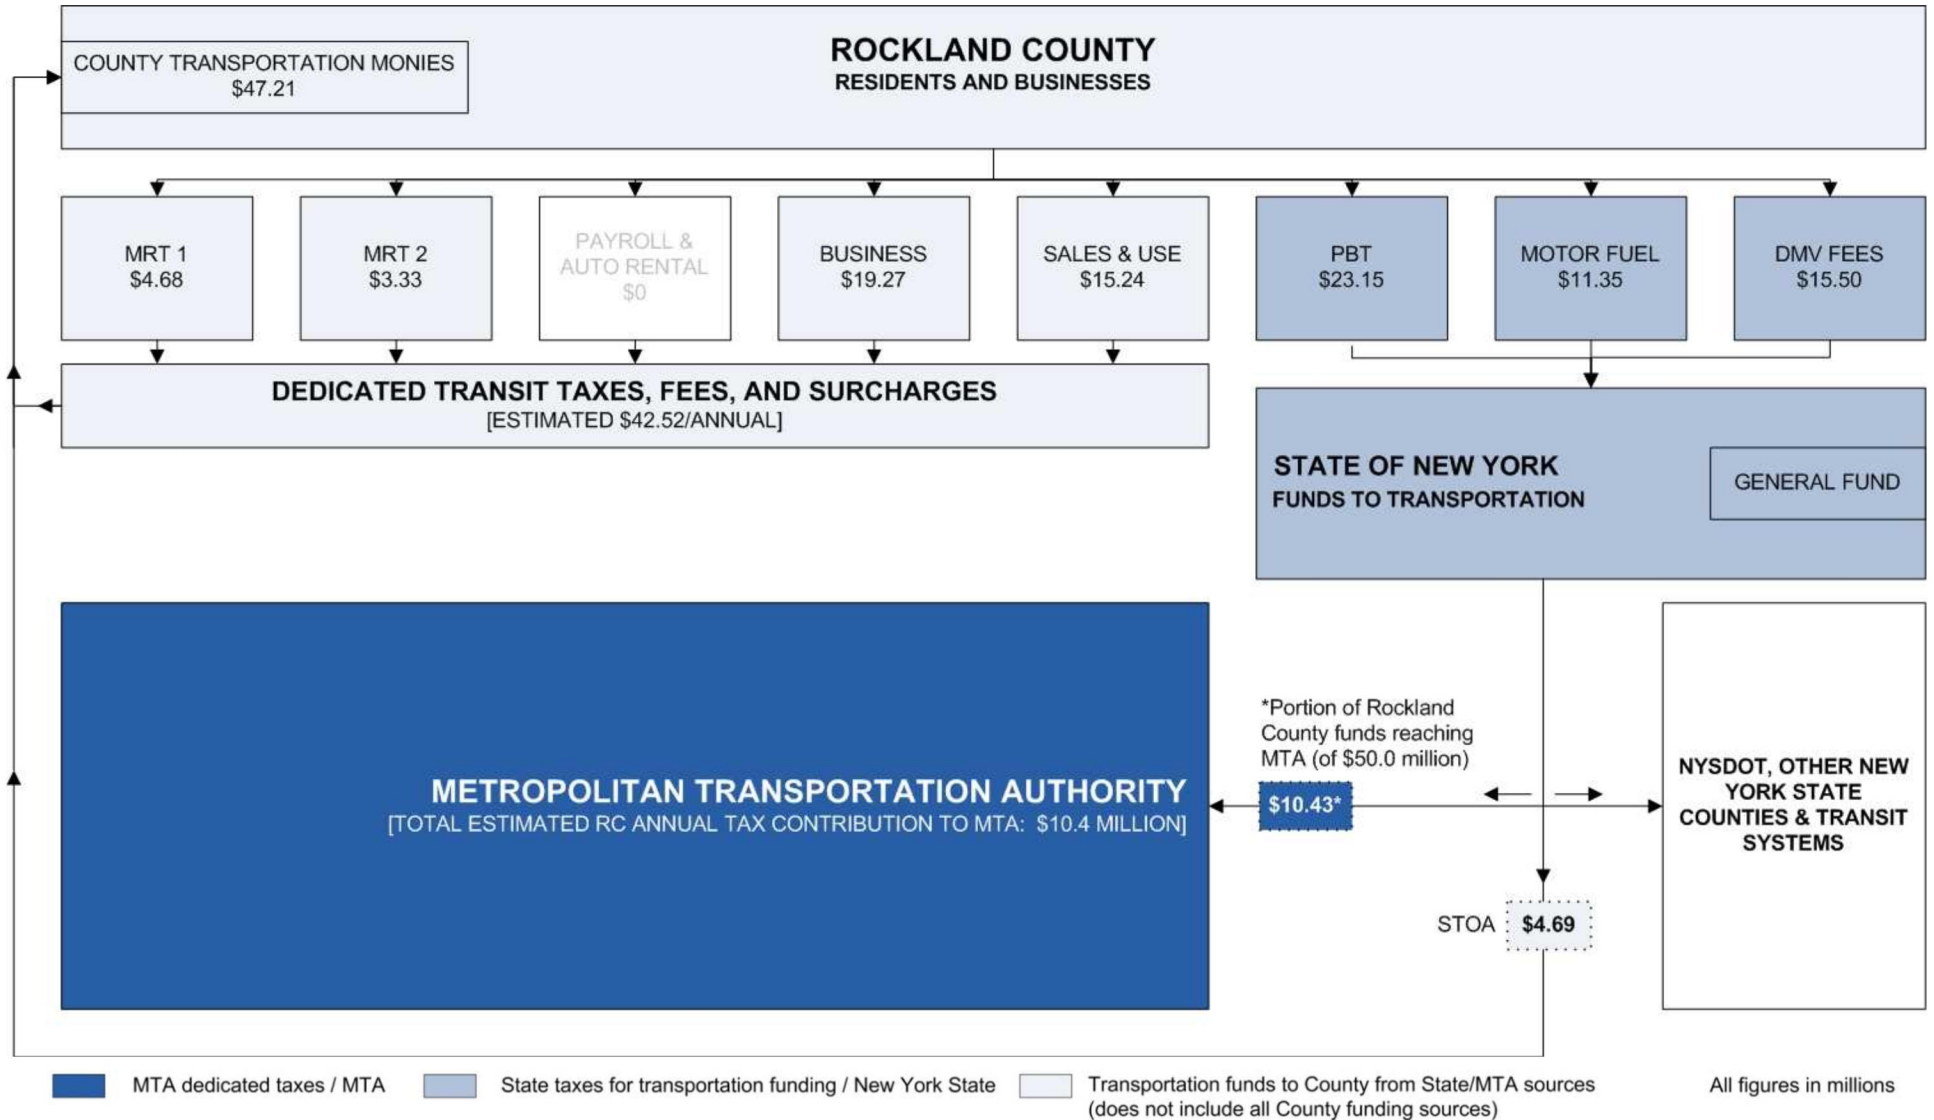 ROCKLAND COUNTY
RESIDENTS AND BUSINESSES
COUNTY TRANSPORTATION MONIES
$47.21
MRT 1
$4.68
MRT 2
$3.33
PAYROLL &
AUTO RENTAL
$0
BUSINESS
$19.27
SALES & USE
$15.24
PBT
$23.15
MOTOR FUEL
$11.35
DMV FEES
$15.50
DEDICATED TRANSIT TAXES, FEES, AND SURCHARGES
[ESTIMATED $42.52/ANNUAL]
STATE OF NEW YORK
FUNDS TO TRANSPORTATION
GENERAL FUND
METROPOLITAN TRANSPORTATION AUTHORITY
[TOTAL ESTIMATED RC ANNUAL TAX CONTRIBUTION TO MTA: $10.4 MILLION]
*Portion of Rockland
County funds reaching
MTA (of $50.0 million)
$10.43*
NYSDOT, OTHER NEW
YORK STATE
COUNTIES & TRANSIT
SYSTEMS
STOA
$4.69
MTA dedicated taxes / MTA
State taxes for transportation funding / New York State
Transportation funds to County from State/MTA sources
(does not include all County funding sources)
All figures in millions